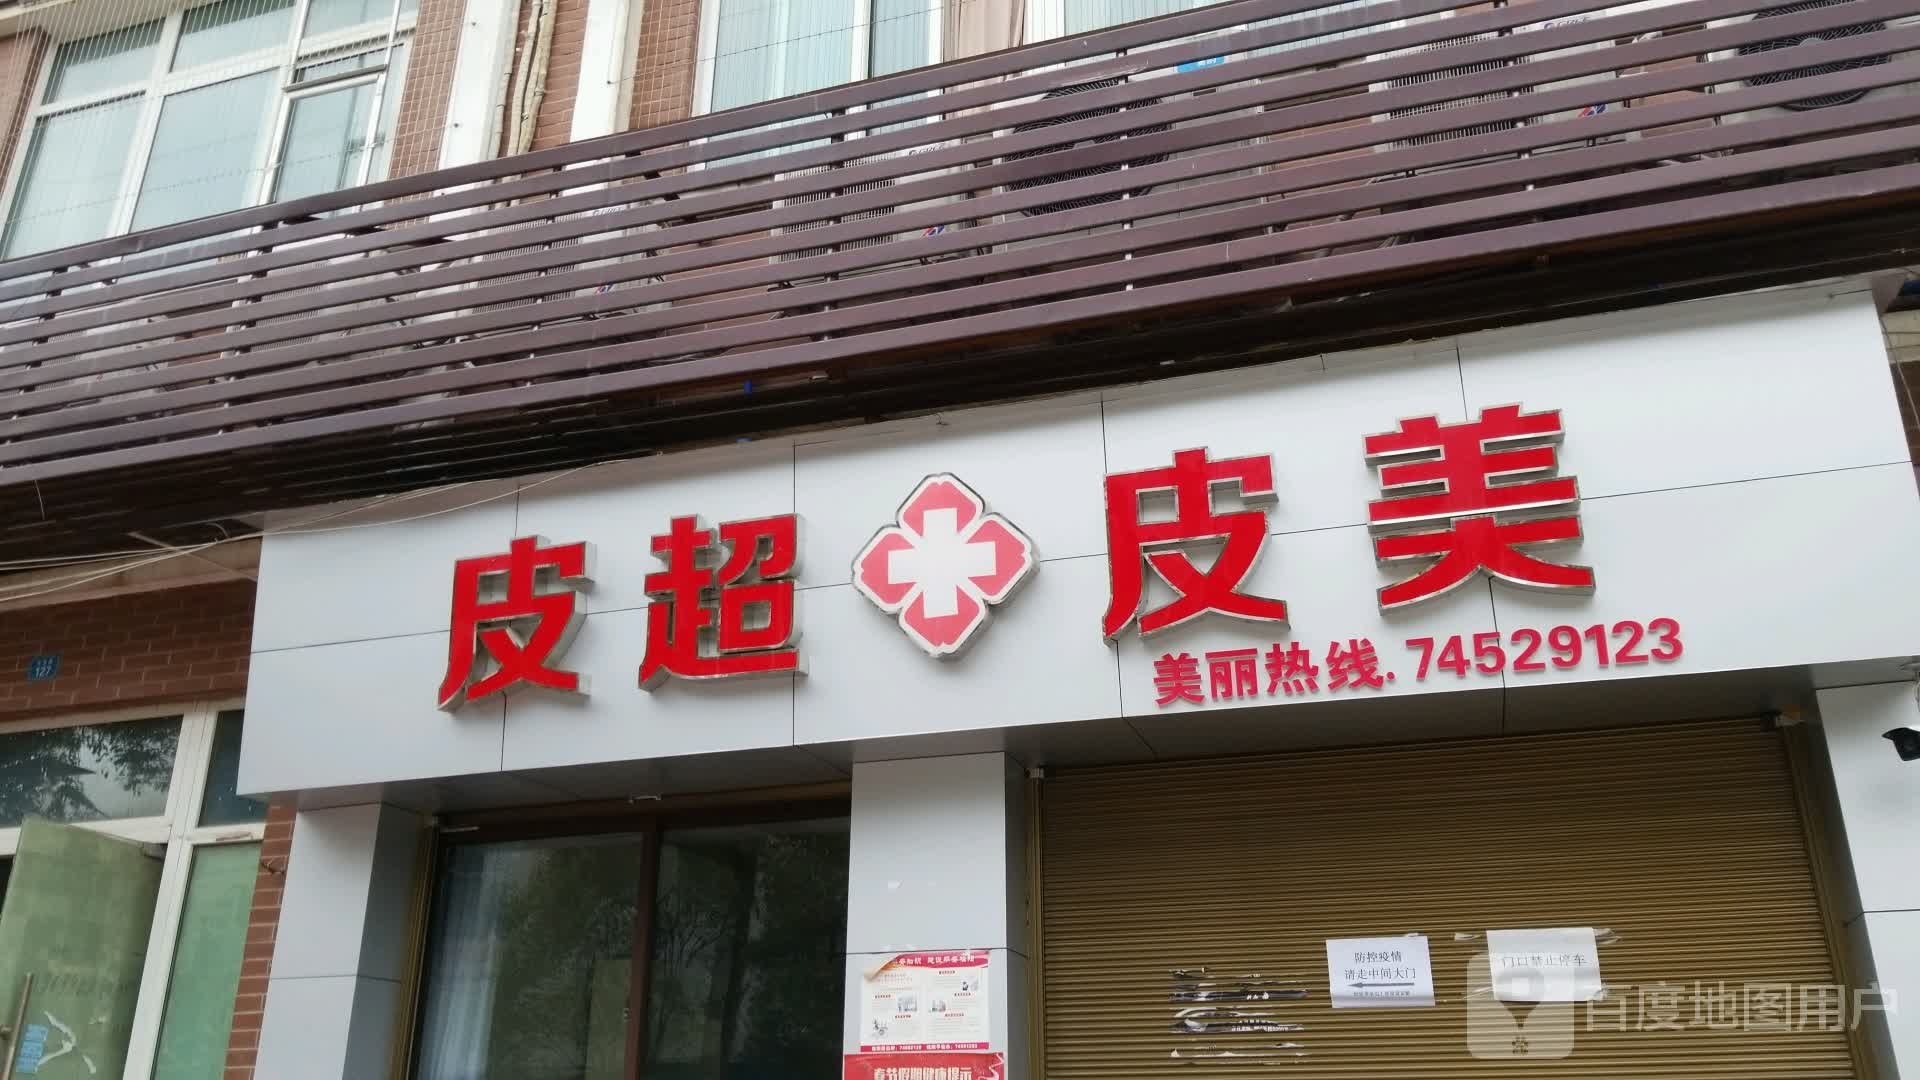 皮超 皮美
美丽热线.74529123
127
防控疫情
请走中间大门
门口禁止停车
春节假期健康提示
百度地图用户